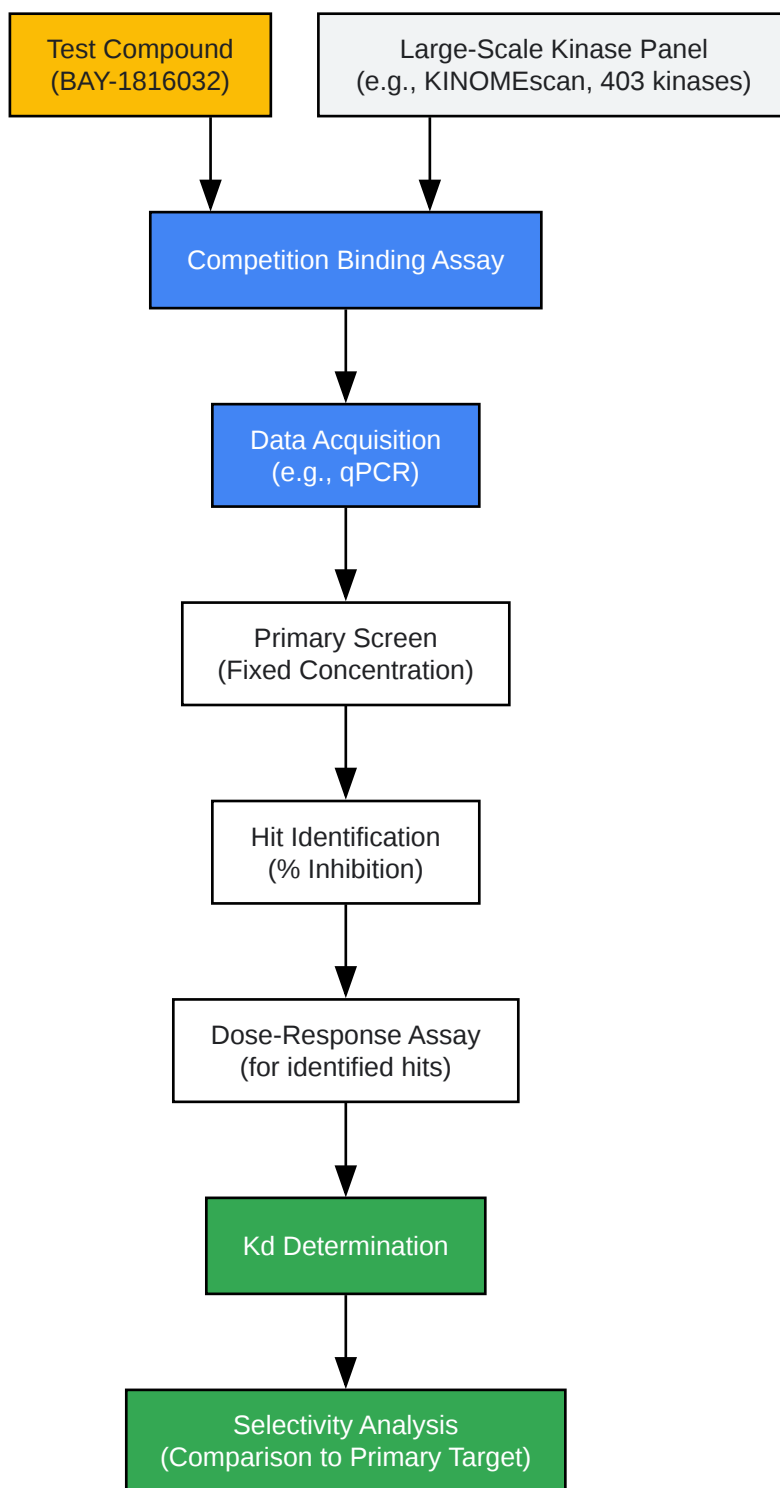 Test Compound
(BAY-1816032)
Large-Scale Kinase Panel
(e.g., KINOMEscan, 403 kinases)
Competition Binding Assay
Data Acquisition
(e.g., qPCR)
Primary Screen
(Fixed Concentration)
Hit Identification
(% Inhibition)
Dose-Response Assay
(for identified hits)
Kd Determination
Selectivity Analysis
(Comparison to Primary Target)